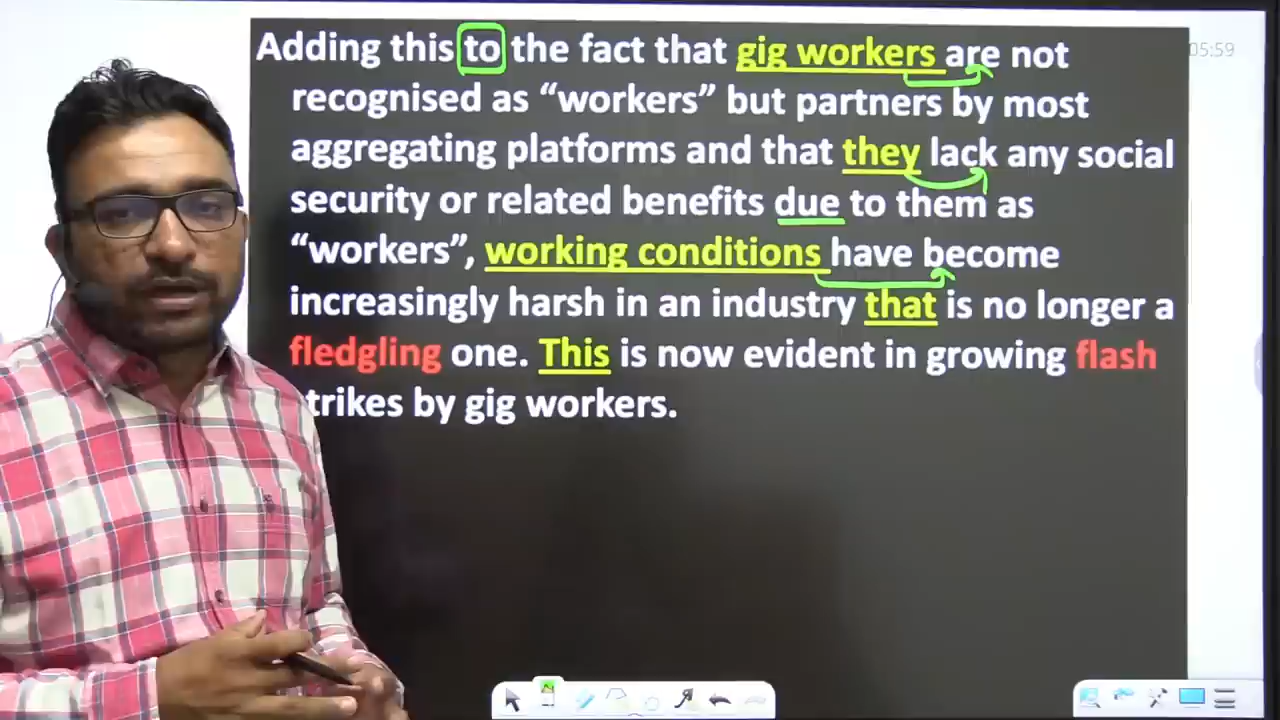 Adding this to the fact that gig workers are not
recognised as “workers” but partners by most
aggregating platforms and that they lack any social
security or related benefits due to them as
“workers”, working conditions have become
increasingly harsh in an industry that is no longer a
fledgling one. This is now evident in growing flash
trikes by gig workers.
05:59